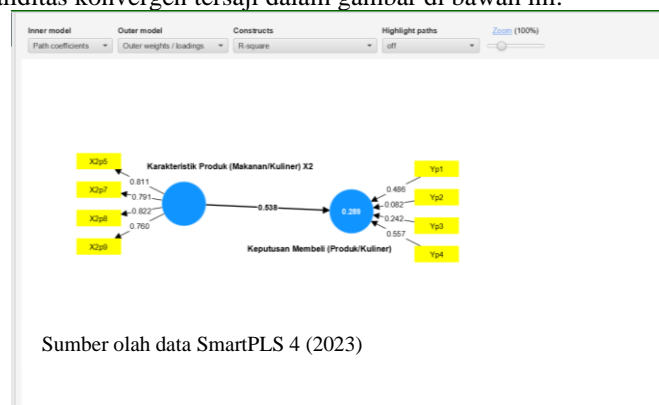 anditas konvergen tersaji dalam gambar di bawah ini:
Inner model Outer model Constructs Highlight paths Zoom (100%)
Path coefficients Outer weights / loadings R-square off
Karakteristik Produk (Makanan/Kuliner) X2
X2p5
X2p7
X2p8
X2p9
0.811
0.791
0.822
0.760
0.538
0.289
Keputusan Membeli (Produk/Kuliner)
0.486
0.082
0.242
0.557
Yp1
Yp2
Yp3
Yp4
Sumber olah data SmartPLS 4 (2023)